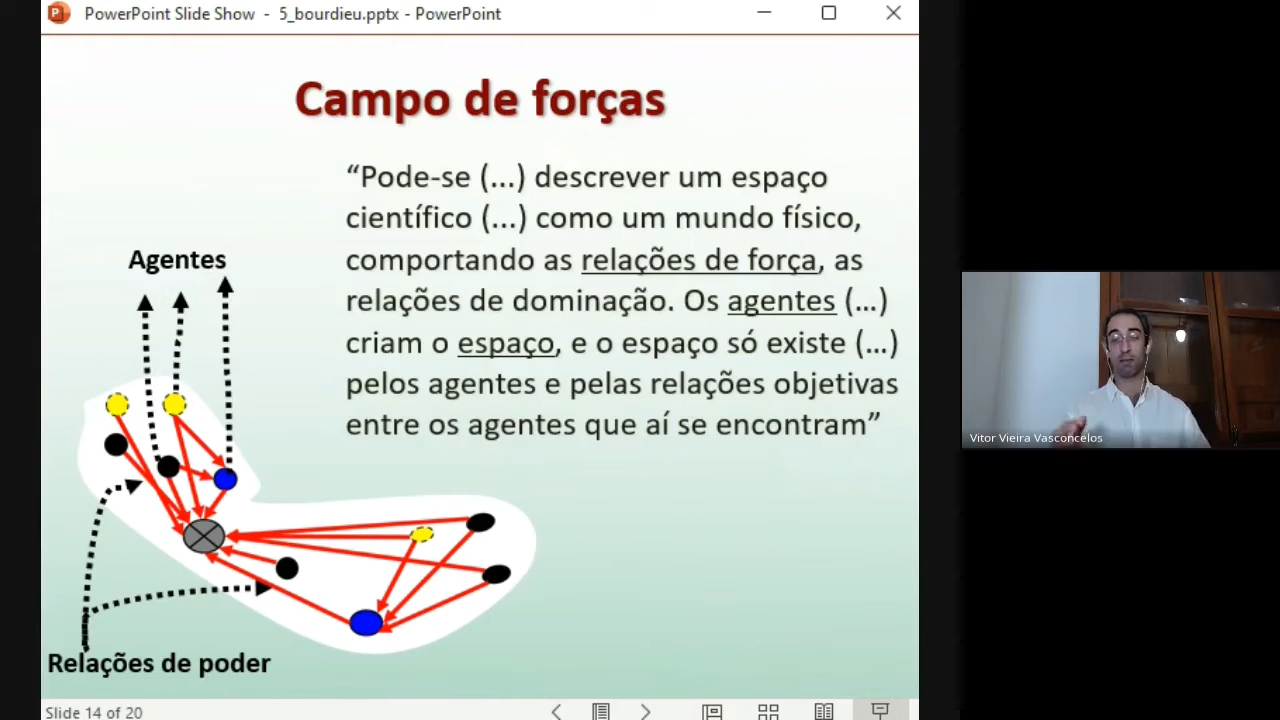 PowerPoint Slide Show - 5_bourdieu.pptx - PowerPoint
Campo de forças
“Pode-se (...) descrever um espaço
científico (...) como um mundo físico,
comportando as relações de força, as
relações de dominação. Os agentes (...)
criam o espaço, e o espaço só existe (...)
pelos agentes e pelas relações objetivas
entre os agentes que aí se encontram”
Agentes
Relações de poder
Vitor Vieira Vasconcelos
Slide 14 of 20